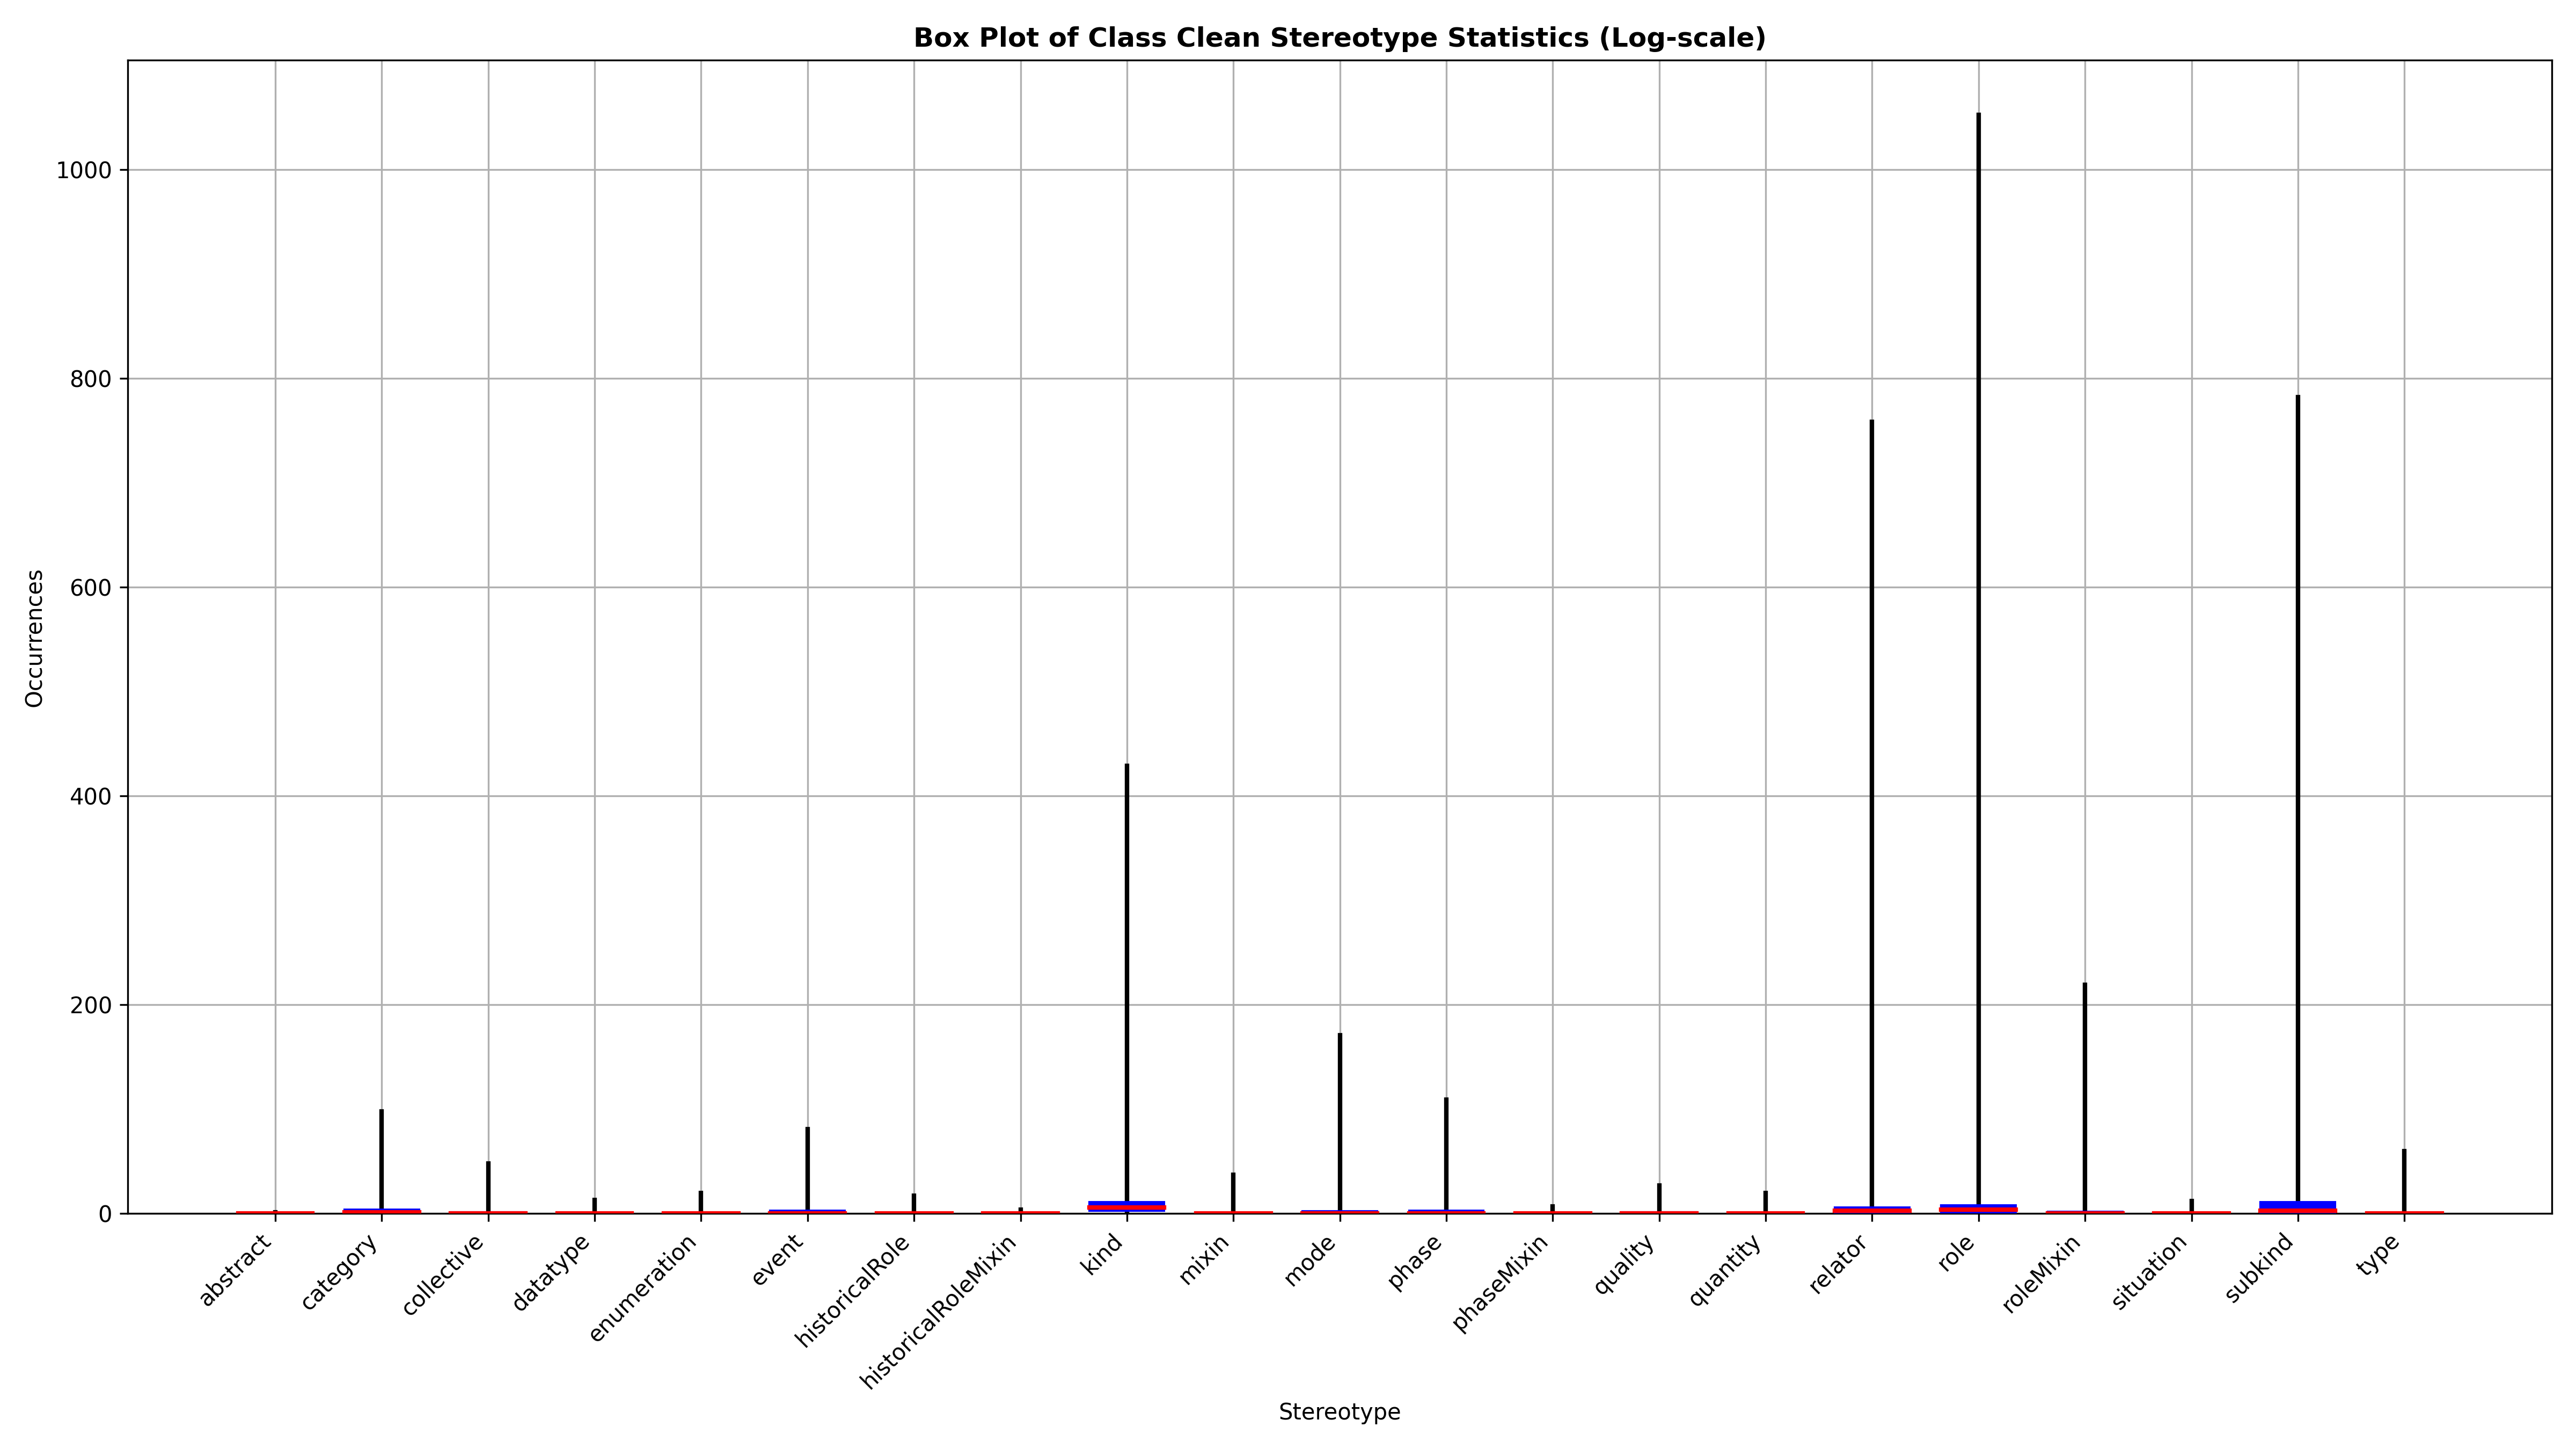 Box Plot of Class Clean Stereotype Statistics (Log-scale)
1000
800
600
400
200
0
Occurrences
abstract
category
collective
datatype
enumeration
event
historicalRole
historicalRoleMixin
kind
mixin
mode
phase
phaseMixin
quality
quantity
relator
role
roleMixin
situation
subkind
type
Stereotype